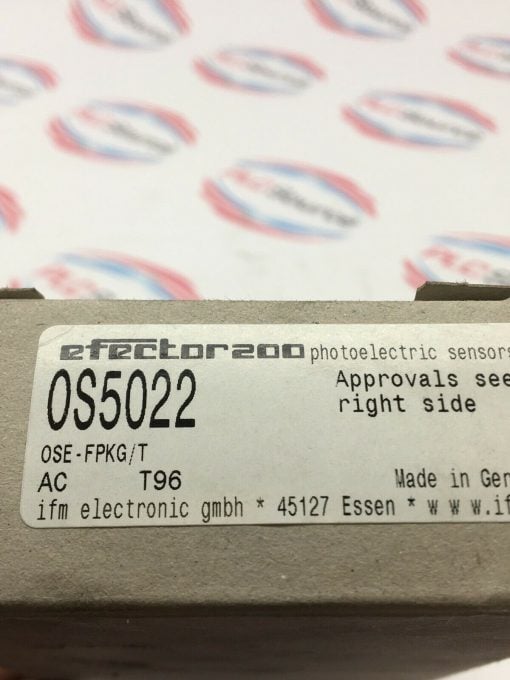 efector200 photoelectric sensors
OS5022
Approvals see
right side
OSE-FPKG/T
AC T96
Made in Ger
ifm electronic gmbh * 45127 Essen * www.if